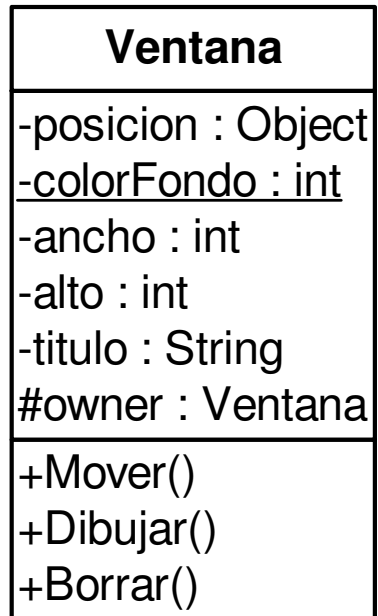 Ventana
-posicion : Object
-colorFondo : int
-ancho : int
-alto : int
-titulo : String
#owner : Ventana
+Mover()
+Dibujar()
+Borrar()